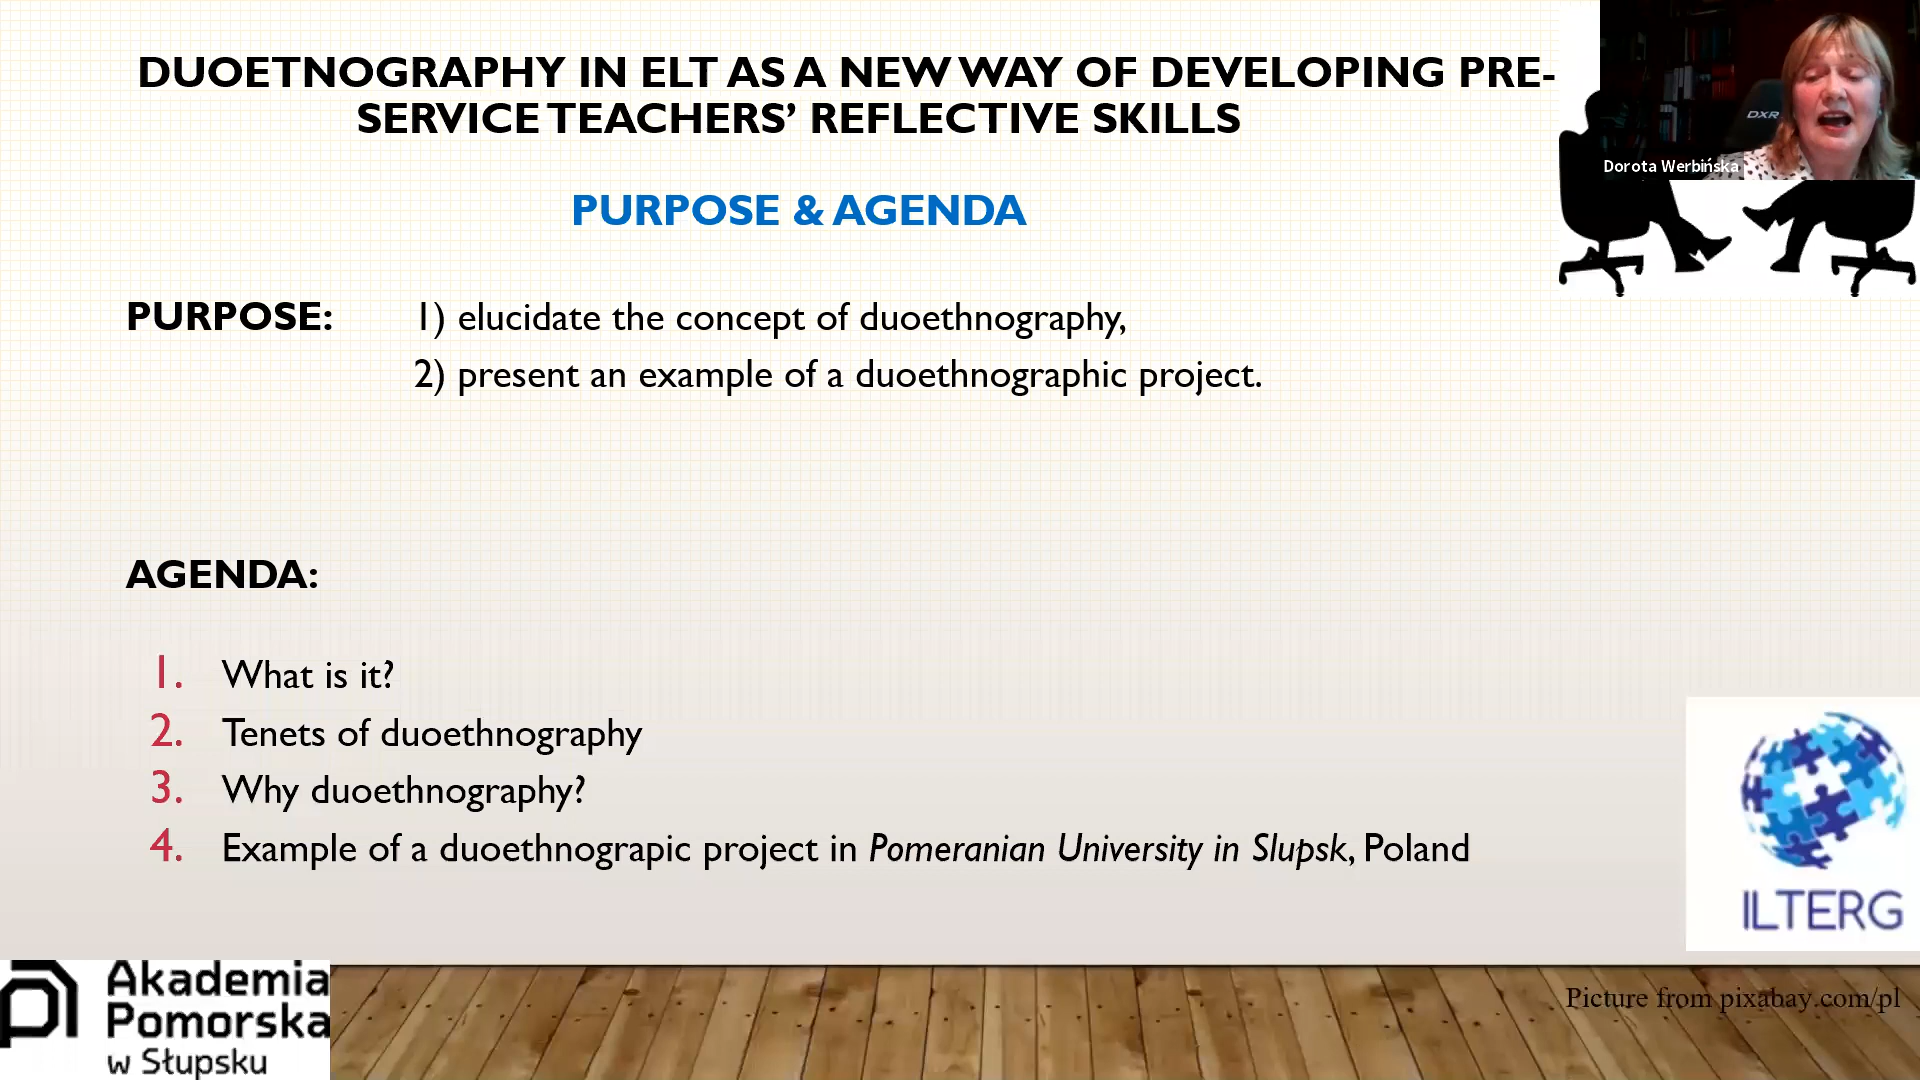 DUOETNOGRAPHY IN ELT AS A NEW WAY OF DEVELOPING PRE-
SERVICE TEACHERS’ REFLECTIVE SKILLS
DXR
Dorota Werbińska
PURPOSE & AGENDA
PURPOSE: 1) elucidate the concept of duoethnography,
2) present an example of a duoethnographic project.
AGENDA:
1. What is it?
2. Tenets of duoethnography
3. Why duoethnography?
4. Example of a duoethnograpic project in Pomeranian University in Slupsk, Poland
ILTERG
Akademia
Pomorska
w Słupsku
Picture from pixabay.com/pl